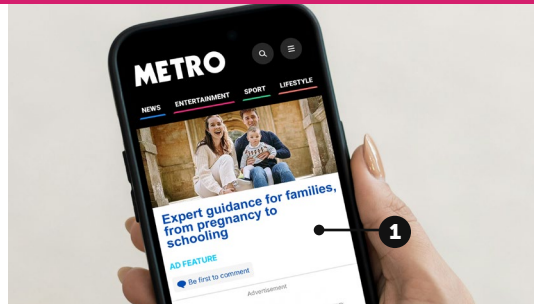 METRO
NEWS ENTERTAINMENT SPORT LIFESTYLE
Expert guidance for families,
from pregnancy to
schooling
1
AD FEATURE
Be first to comment
Advertisement